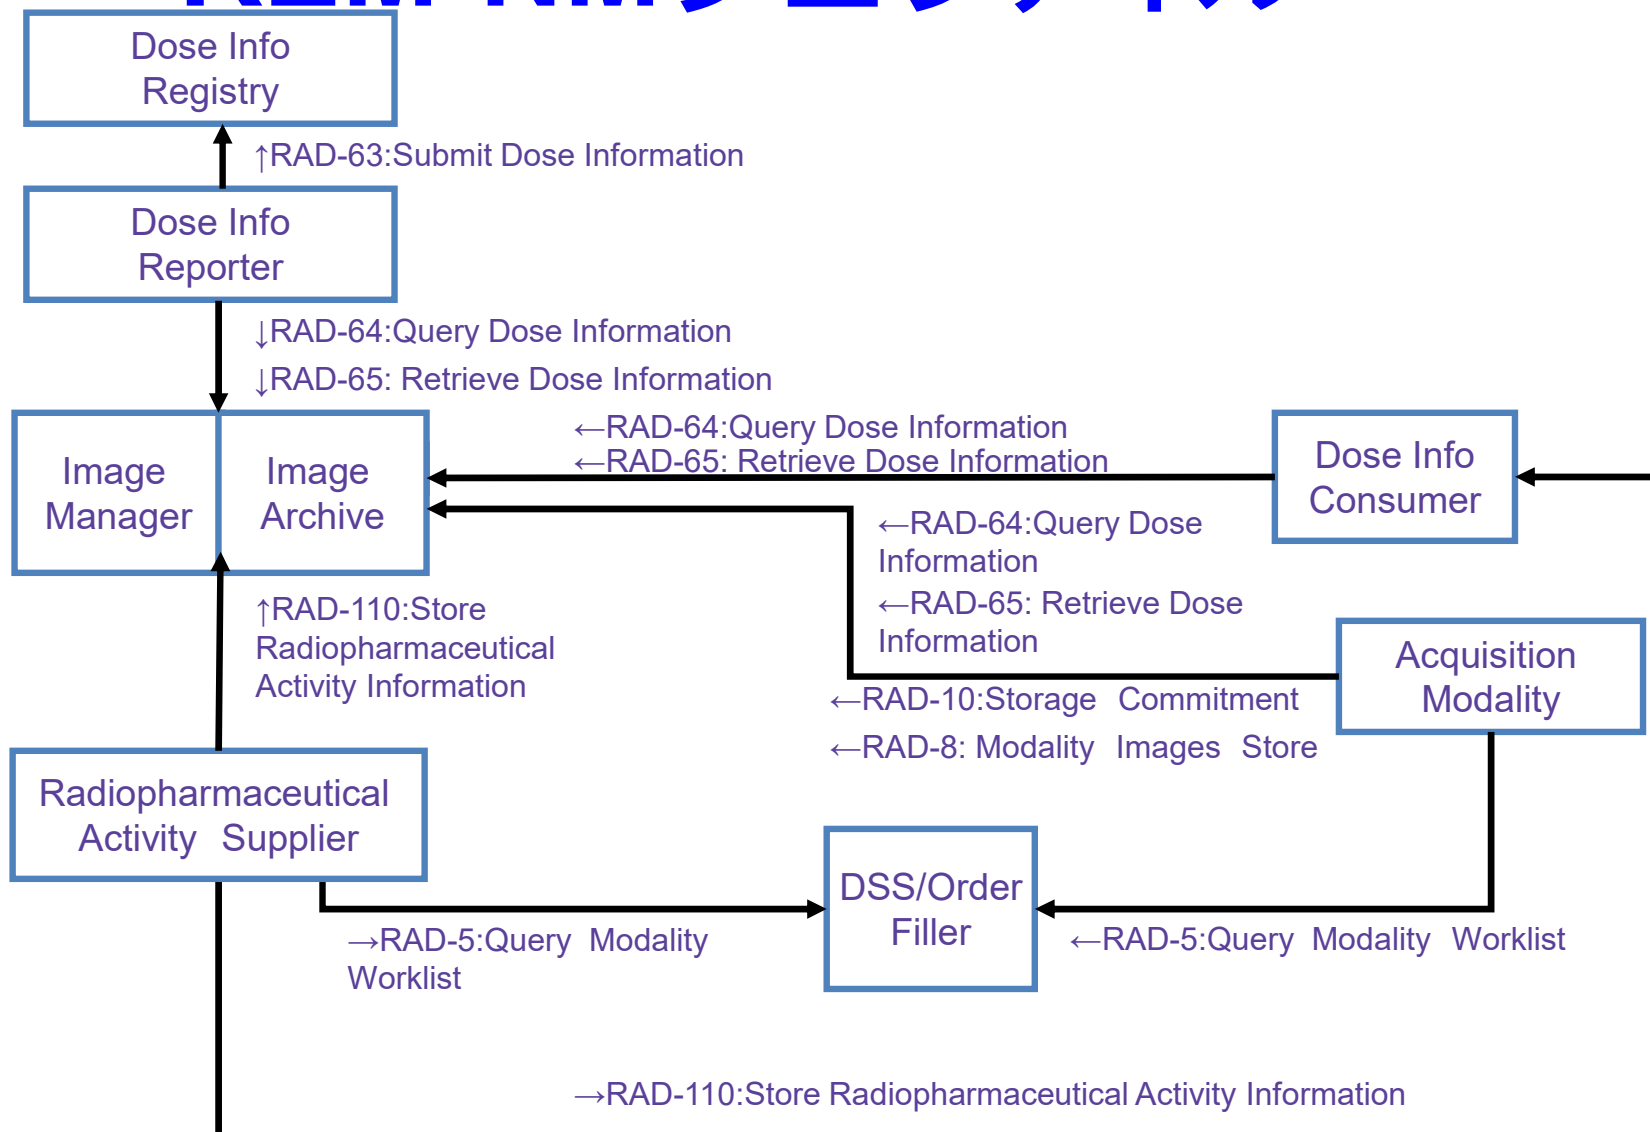 Dose Info
Registry
↑RAD-63:Submit Dose Information
Dose Info
Reporter
↓RAD-64:Query Dose Information
↓RAD-65: Retrieve Dose Information
Image
Manager
Image
Archive
←RAD-64:Query Dose Information
←RAD-65: Retrieve Dose Information
Dose Info
Consumer
←RAD-64:Query Dose
Information
←RAD-65: Retrieve Dose
Information
↑RAD-110:Store
Radiopharmaceutical
Activity Information
Acquisition
Modality
←RAD-10:Storage Commitment
←RAD-8: Modality Images Store
Radiopharmaceutical
Activity Supplier
DSS/Order
Filler
→RAD-5:Query Modality
Worklist
←RAD-5:Query Modality Worklist
→RAD-110:Store Radiopharmaceutical Activity Information